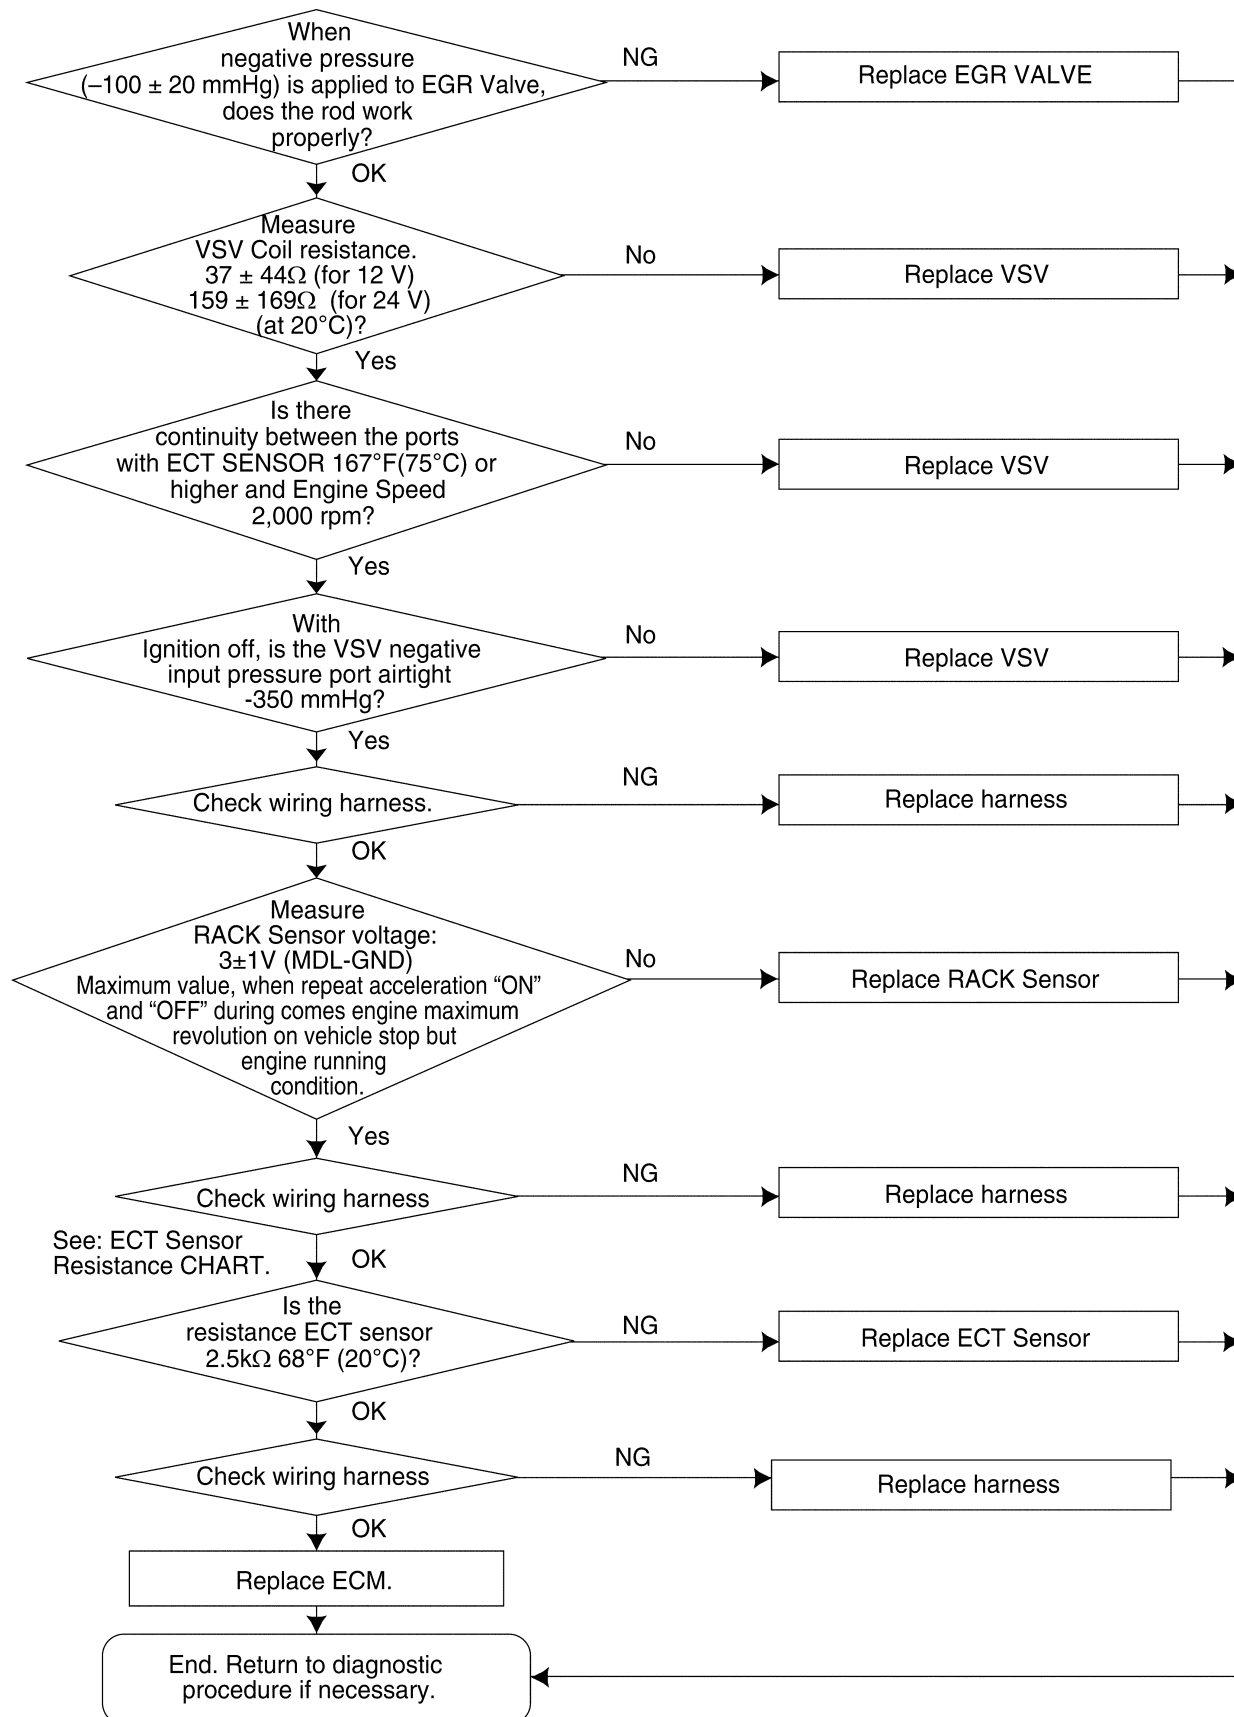 When
negative pressure
(–100 ± 20 mmHg) is applied to EGR Valve,
does the rod work
properly?
NG
Replace EGR VALVE
OK
Measure
VSV Coil resistance.
37 ± 44Ω (for 12 V)
159 ± 169Ω (for 24 V)
(at 20°C)?
No
Replace VSV
Yes
Is there
continuity between the ports
with ECT SENSOR 167°F(75°C) or
higher and Engine Speed
2,000 rpm?
No
Replace VSV
Yes
With
Ignition off, is the VSV negative
input pressure port airtight
-350 mmHg?
No
Replace VSV
Yes
Check wiring harness.
NG
Replace harness
OK
Measure
RACK Sensor voltage:
3±1V (MDL-GND)
Maximum value, when repeat acceleration “ON”
and “OFF” during comes engine maximum
revolution on vehicle stop but
engine running
condition.
No
Replace RACK Sensor
Yes
Check wiring harness
NG
Replace harness
See: ECT Sensor
Resistance CHART.
OK
Is the
resistance ECT sensor
2.5kΩ 68°F (20°C)?
NG
Replace ECT Sensor
OK
Check wiring harness
NG
Replace harness
OK
Replace ECM.
End. Return to diagnostic
procedure if necessary.